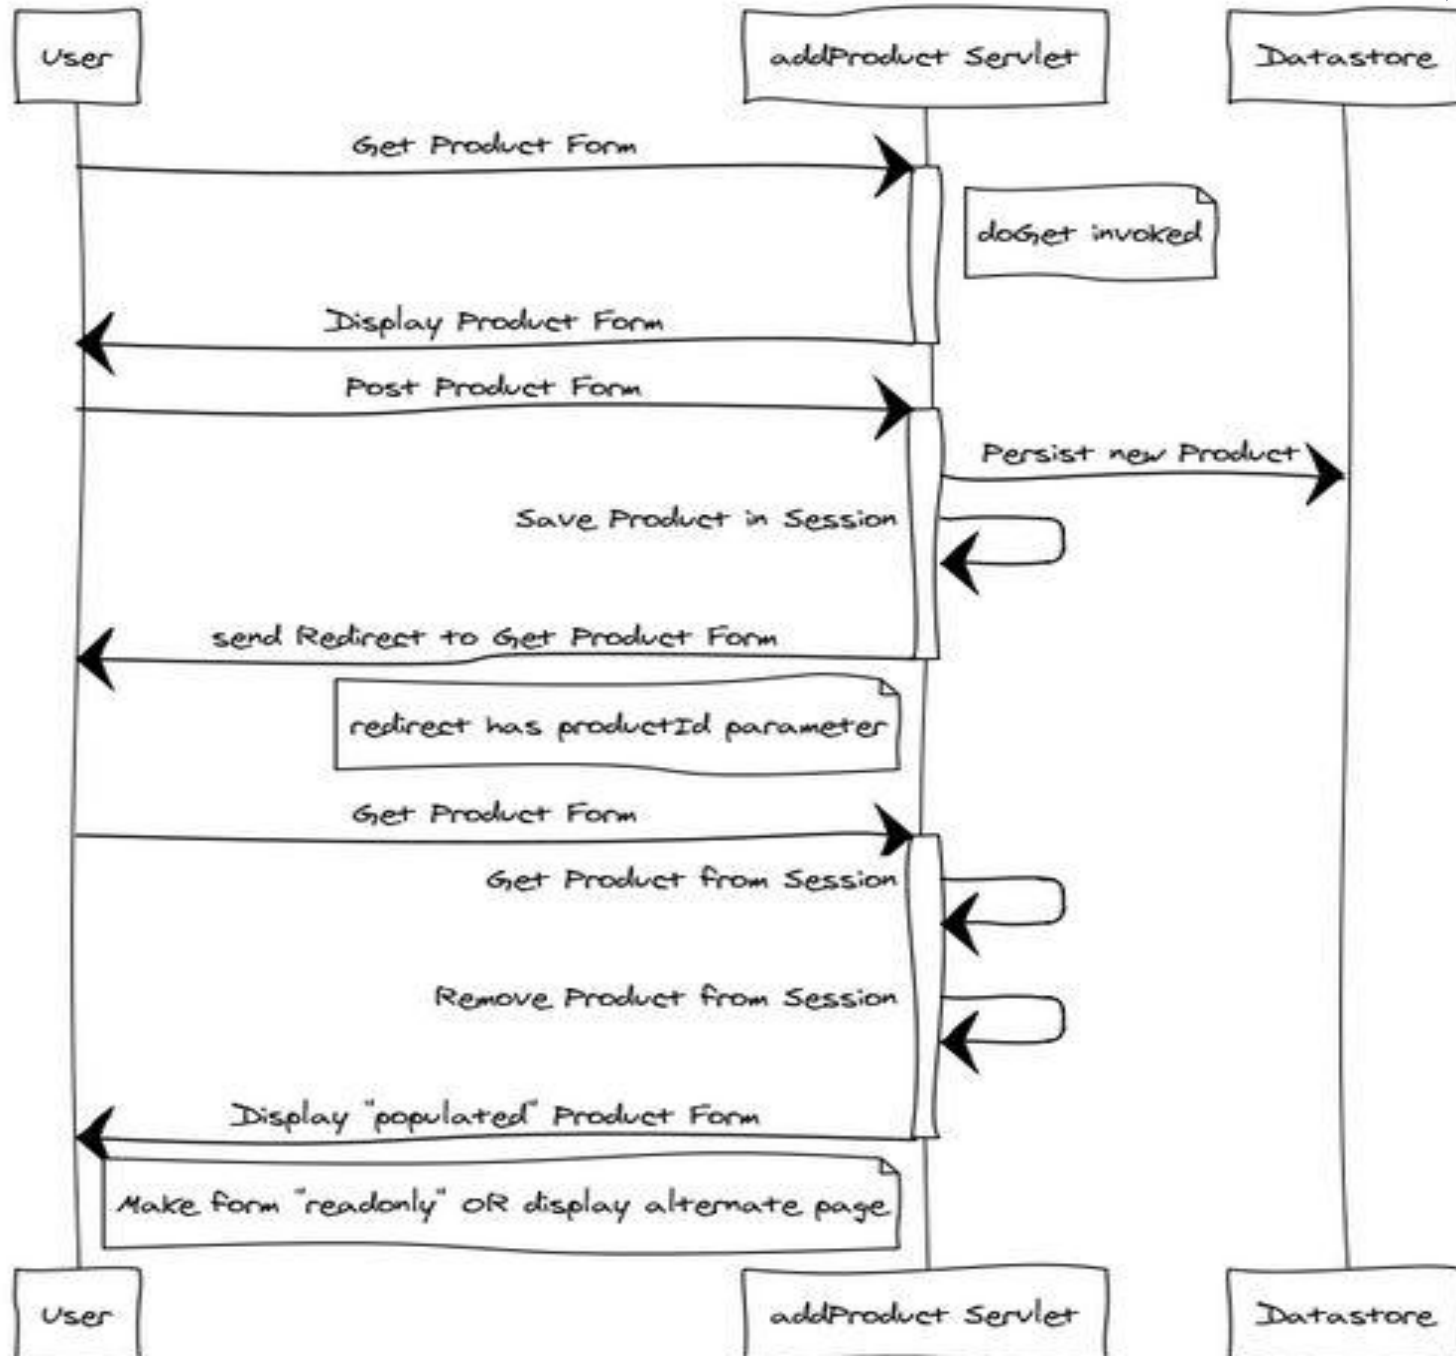 User
addProduct Servlet
Datastore
Get Product Form
doGet invoked
Display Product Form
Post Product Form
Persist new Product
Save Product in Session
send Redirect to Get Product Form
redirect has productId parameter
Get Product Form
Get Product from Session
Remove Product from Session
Display "populated" Product Form
Make form "readonly" OR display alternate page
User
addProduct Servlet
Datastore